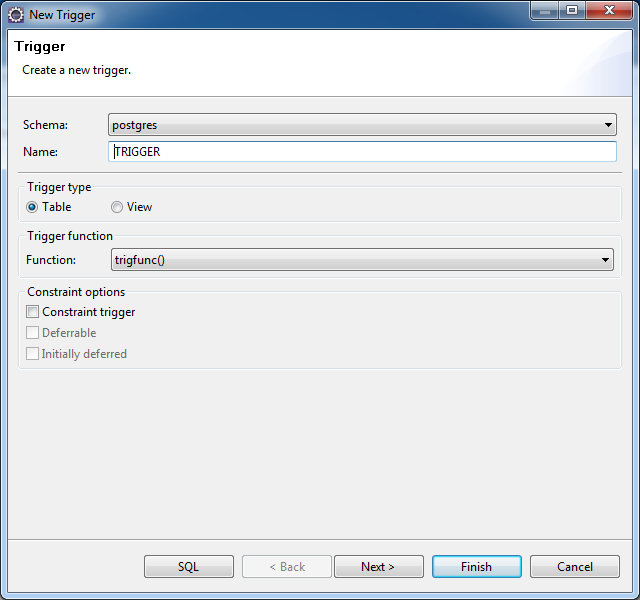 New Trigger
Trigger
Create a new trigger.
Schema: postgres
Name: TRIGGER
Trigger type
Table View
Trigger function
Function: trigfunc()
Constraint options
Constraint trigger
Deferrable
Initially deferred
SQL < Back Next > Finish Cancel